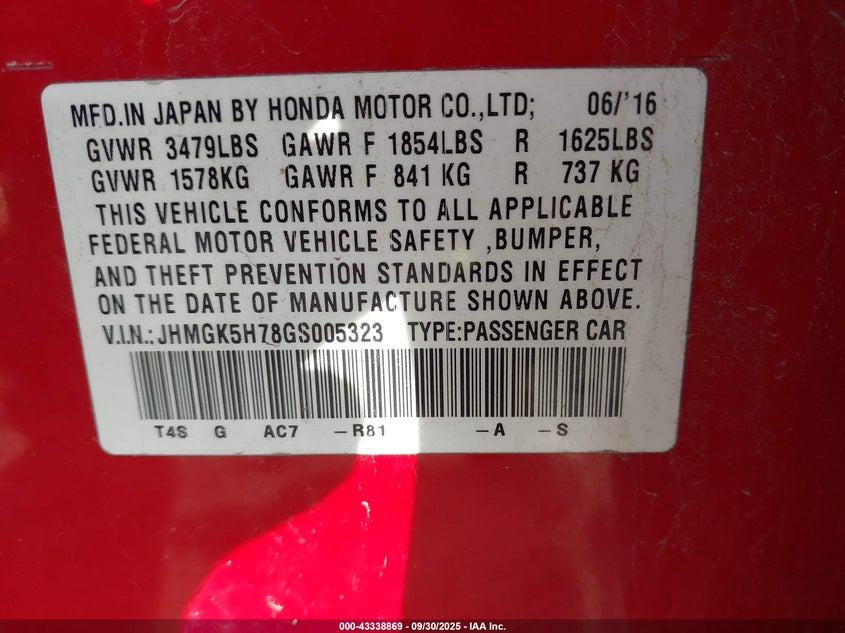 MFD.IN JAPAN BY HONDA MOTOR CO.,LTD; 06/'16
GVWR 3479LBS GAWR F 1854LBS R 1625LBS
GVWR 1578KG GAWR F 841 KG R 737 KG
THIS VEHICLE CONFORMS TO ALL APPLICABLE
FEDERAL MOTOR VEHICLE SAFETY ,BUMPER,
AND THEFT PREVENTION STANDARDS IN EFFECT
ON THE DATE OF MANUFACTURE SHOWN ABOVE.
V.I.N.: JHMGK5H78GS005323 TYPE:PASSENGER CAR
T4S G AC7 –R81 –A –S
000-43338869 - 09/30/2025 - IAA Inc.